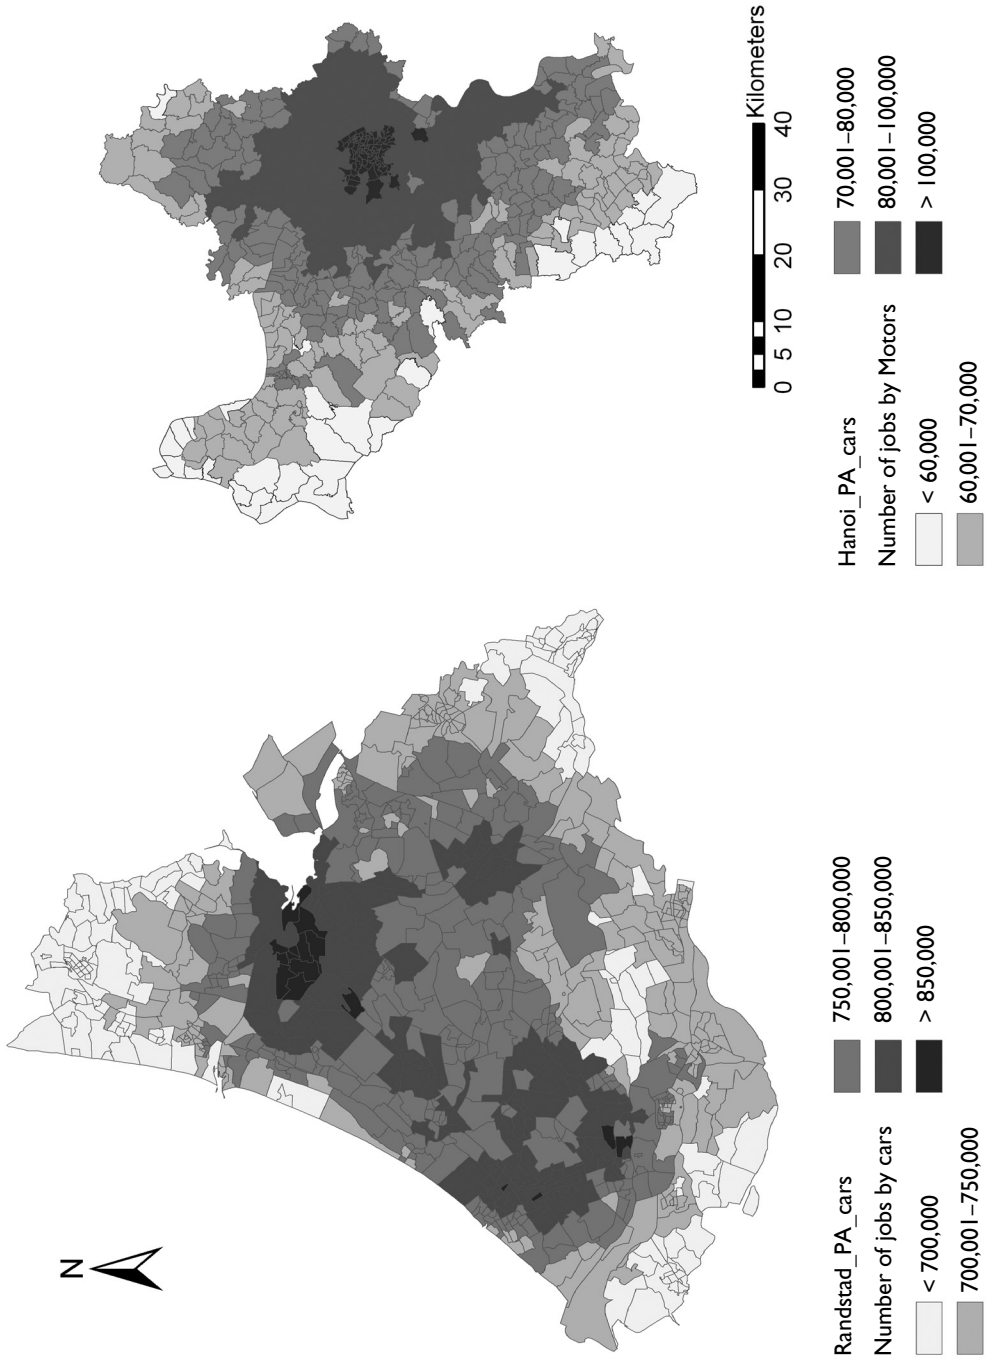 N
Kilometers
0 5 10 20 30 40
Randstad_PA_cars
Number of jobs by cars
< 700,000
700,001–750,000
750,001–800,000
800,001–850,000
> 850,000
Hanoi_PA_cars
Number of jobs by Motors
< 60,000
60,001–70,000
70,001–80,000
80,001–100,000
> 100,000